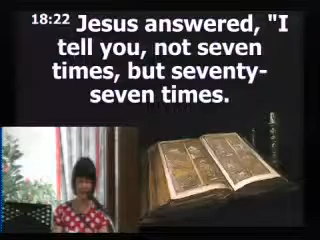 18:22 Jesus answered, "I
tell you, not seven
times, but seventy-
seven times.